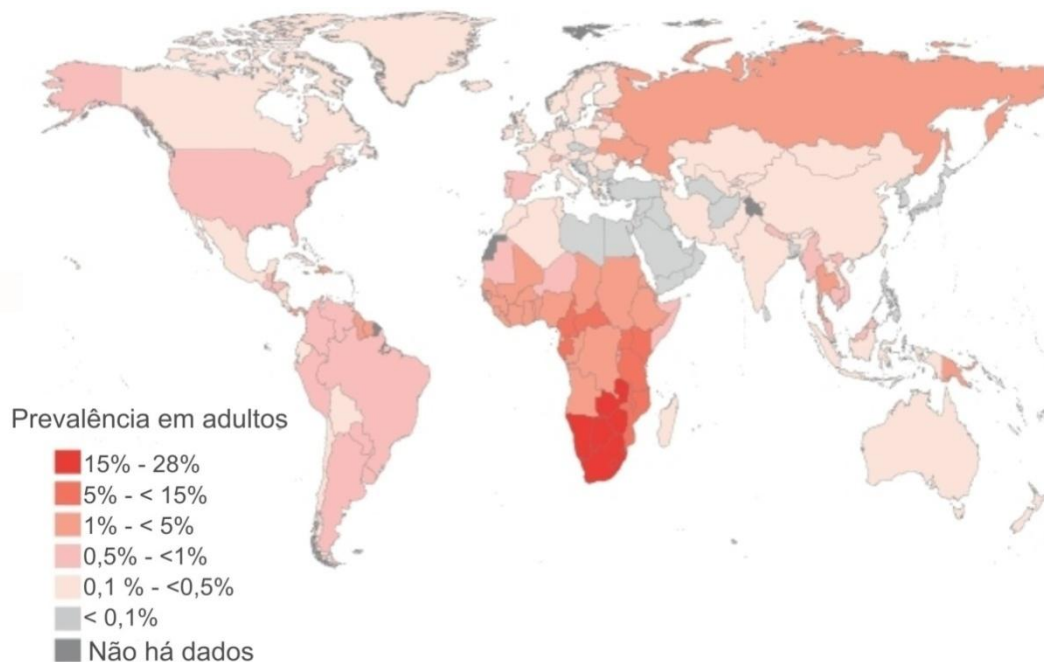 Prevalência em adultos
15% - 28%
5% - < 15%
1% - < 5%
0,5% - <1%
0,1 % - <0,5%
< 0,1%
Não há dados